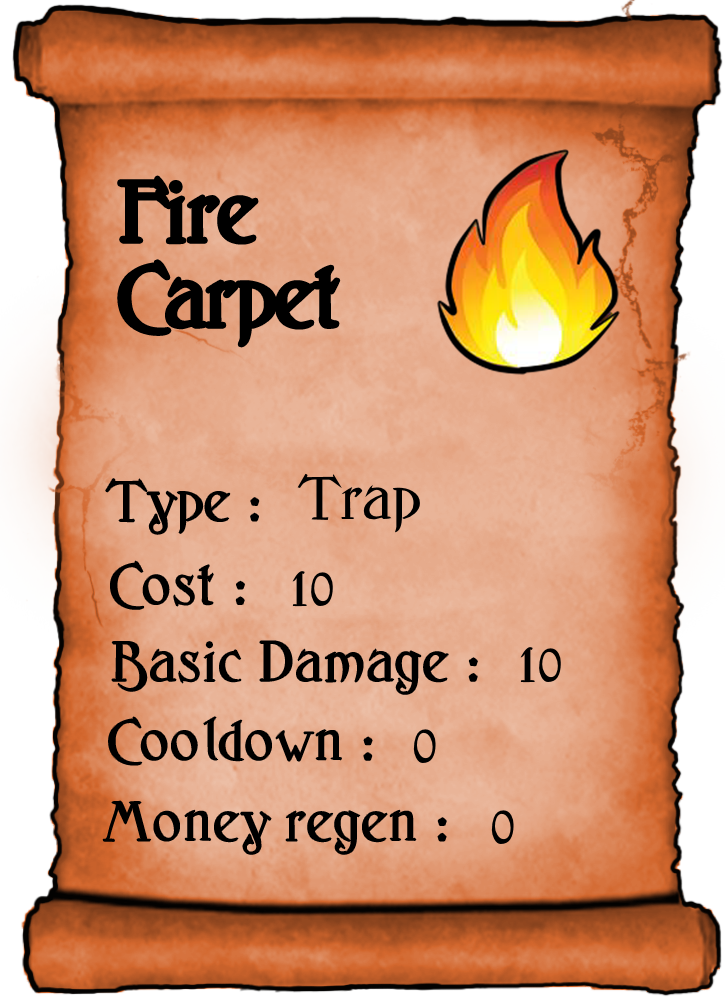 Fire
Carpet
Type : Trap
Cost : 10
Basic Damage : 10
Cooldown : 0
Money regen : 0